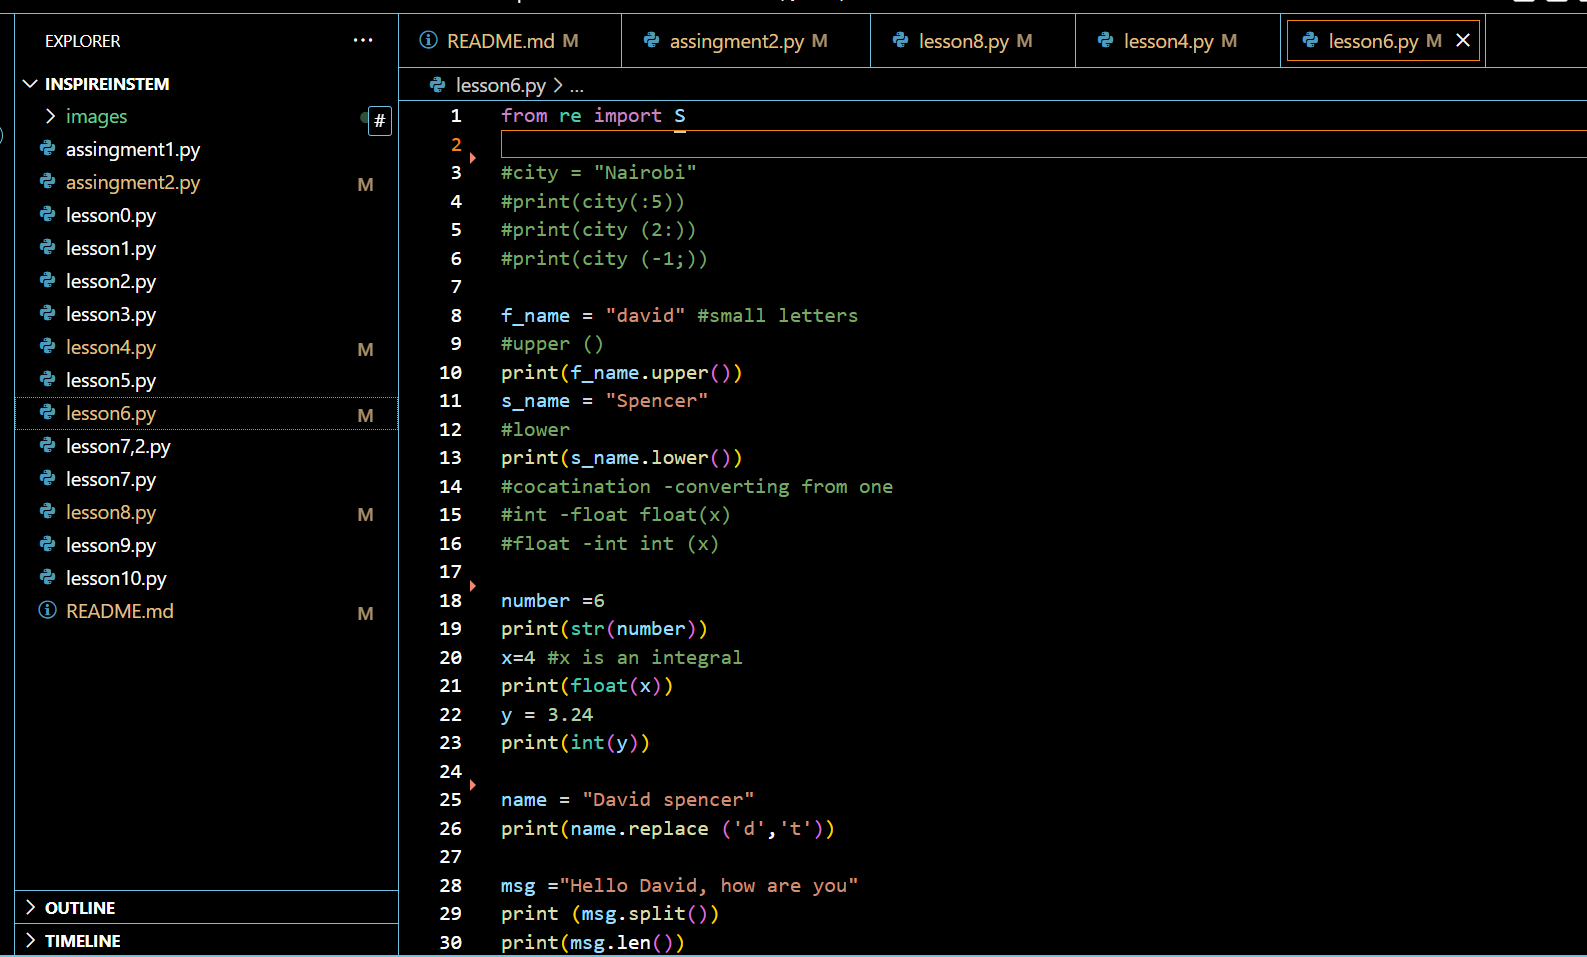 EXPLORER
INSPIREINSTEM
images
#
assingment1.py
assingment2.py M
lesson0.py
lesson1.py
lesson2.py
lesson3.py
lesson4.py M
lesson5.py
lesson6.py M
lesson7,2.py
lesson7.py
lesson8.py M
lesson9.py
lesson10.py
README.md M
OUTLINE
TIMELINE
README.md M assingment2.py M lesson8.py M lesson4.py M lesson6.py M
lesson6.py > ...
1 from re import S
2
3 #city = "Nairobi"
4 #print(city(:5))
5 #print(city (2:))
6 #print(city (-1;))
7
8 f_name = "david" #small letters
9 #upper ()
10 print(f_name.upper())
11 s_name = "Spencer"
12 #lower
13 print(s_name.lower())
14 #cocatination -converting from one
15 #int -float float(x)
16 #float -int int (x)
17
18 number =6
19 print(str(number))
20 x=4 #x is an integral
21 print(float(x))
22 y = 3.24
23 print(int(y))
24
25 name = "David spencer"
26 print(name.replace ('d','t'))
27
28 msg ="Hello David, how are you"
29 print (msg.split())
30 print(msg.len())